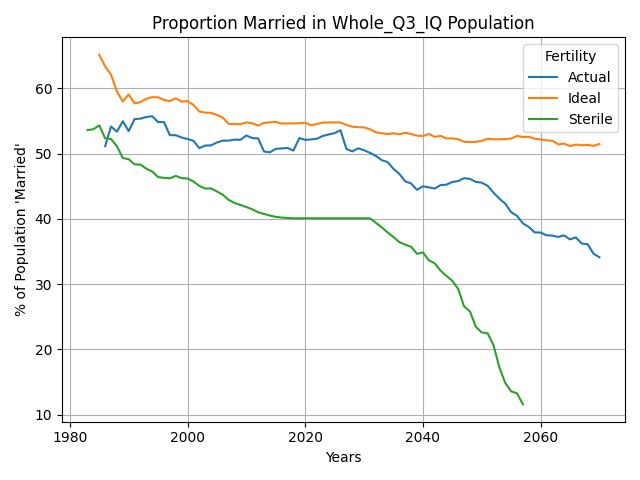 Proportion Married in Whole_Q3_IQ Population
% of Population 'Married'
60
50
40
30
20
10
Fertility
Actual
Ideal
Sterile
1980
2000
2020
2040
2060
Years